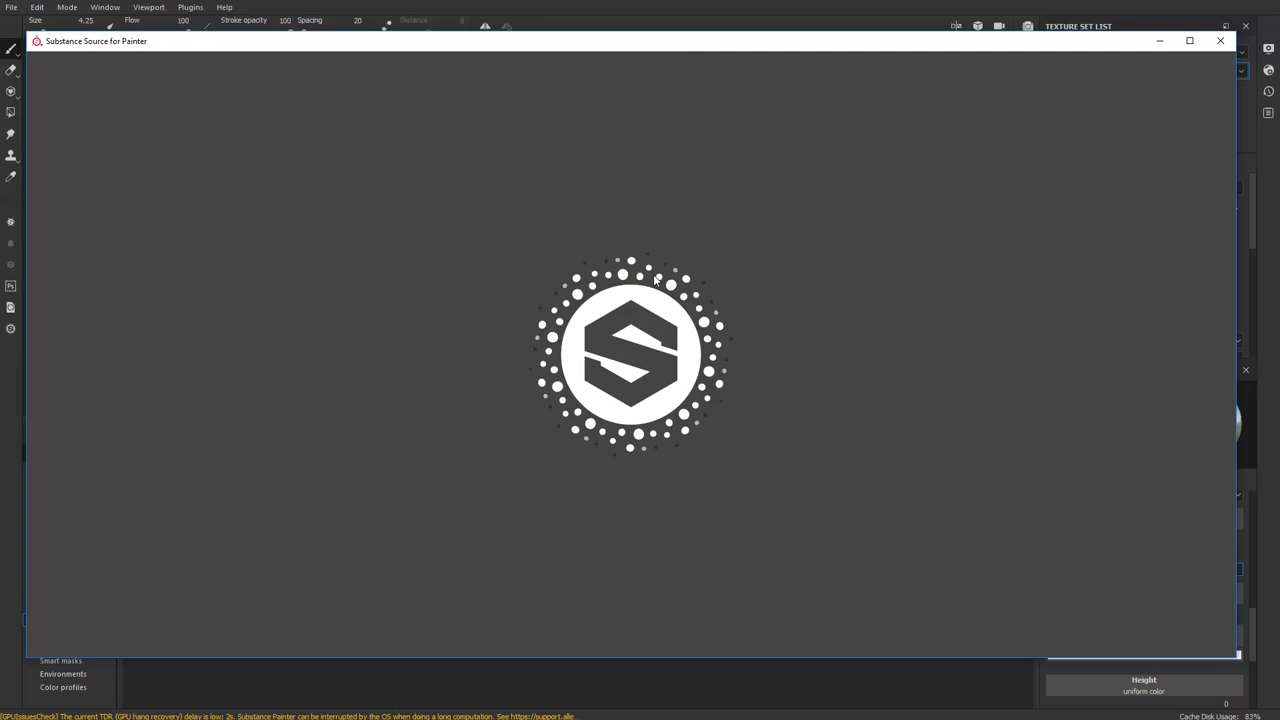 File Edit Mode Window Viewport Plugins Help
Size 4.25 Flow 100 Stroke opacity 100 Spacing 20 Distance 8
TEXTURE SET LIST
Substance Source for Painter
Ps
Smart masks
Environments
Color profiles
Height
uniform color
0
[GPUIssuesCheck] The current TDR (GPU hang recovery) delay is low: 2s. Substance Painter can be interrupted by the OS when doing a long computation. See https://support.alle...
Cache Disk Usage: 83%